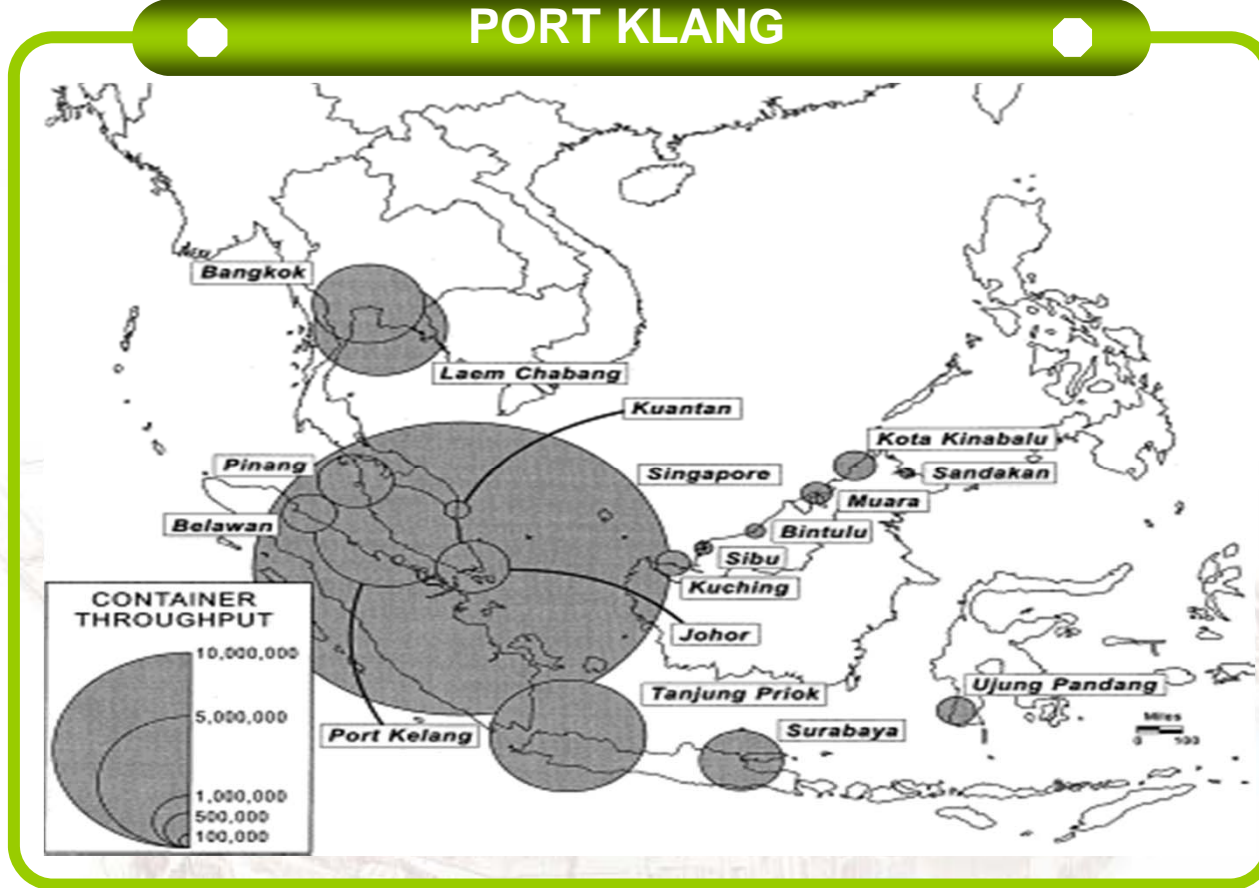 PORT KLANG
Bangkok
Laem Chabang
Kuantan
Kota Kinabalu
Pinang
Singapore
Sandakan
Muara
Belawan
Bintulu
Sibu
Kuching
Johor
Ujung Pandang
Tanjung Priok
Surabaya
Port Kelang
Miles
0 100
CONTAINER
THROUGHPUT
10,000,000
5,000,000
1,000,000
500,000
100,000